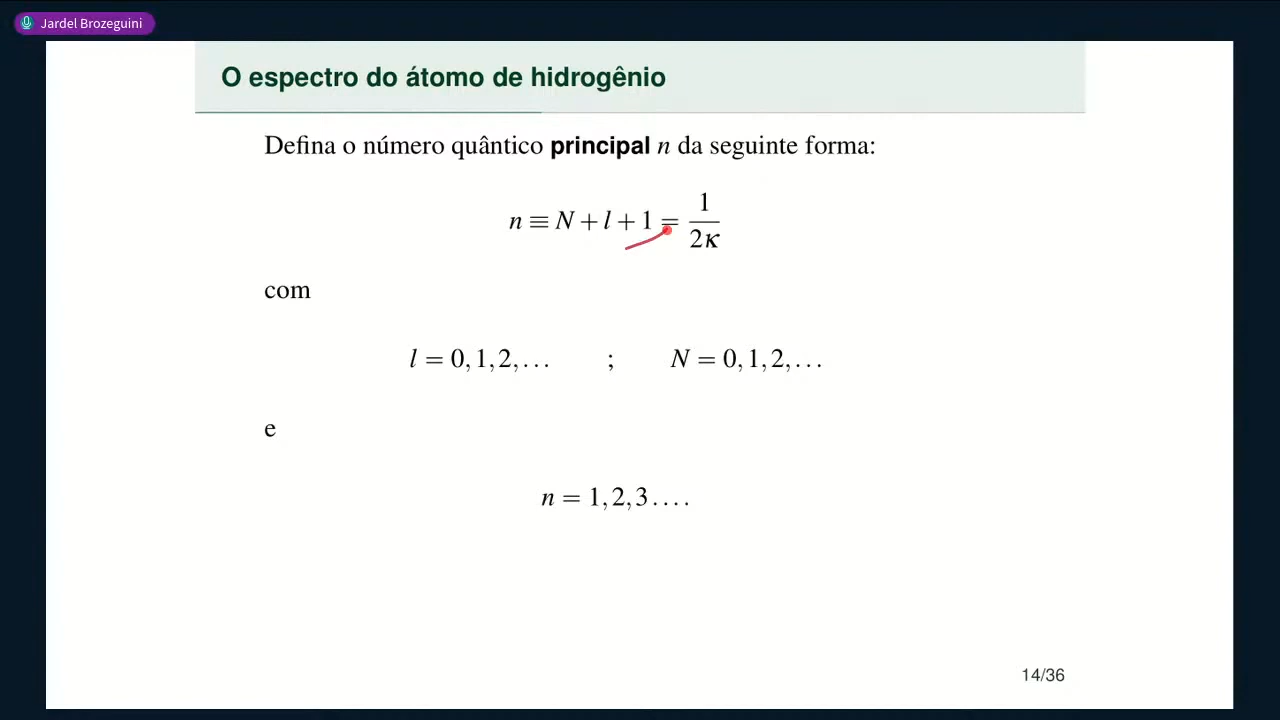 Jardel Brozeguini
O espectro do átomo de hidrogênio
Defina o número quântico principal n da seguinte forma:
n ≡ N + l + 1 = 1/2κ
com
l = 0, 1, 2, … ; N = 0, 1, 2, …
e
n = 1, 2, 3 ….
14/36